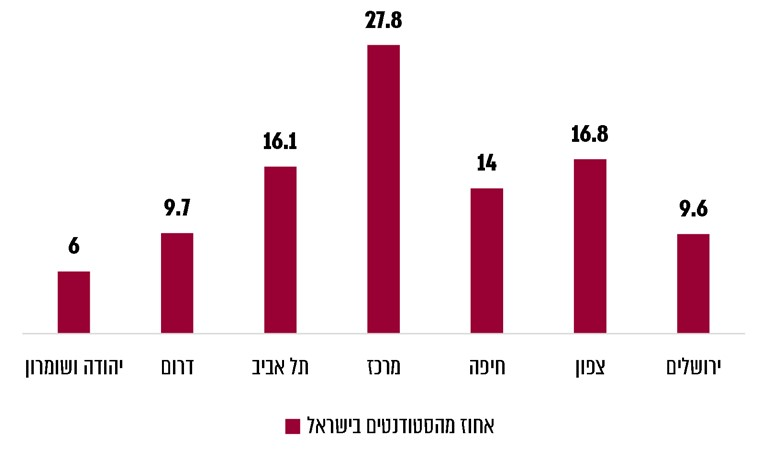 27.8
16.8
16.1
14
9.7
9.6
6
ירושלים
צפון
חיפה
מרכז
תל אביב
דרום
יהודה ושומרון
אחוז מהסטודנטים בישראל